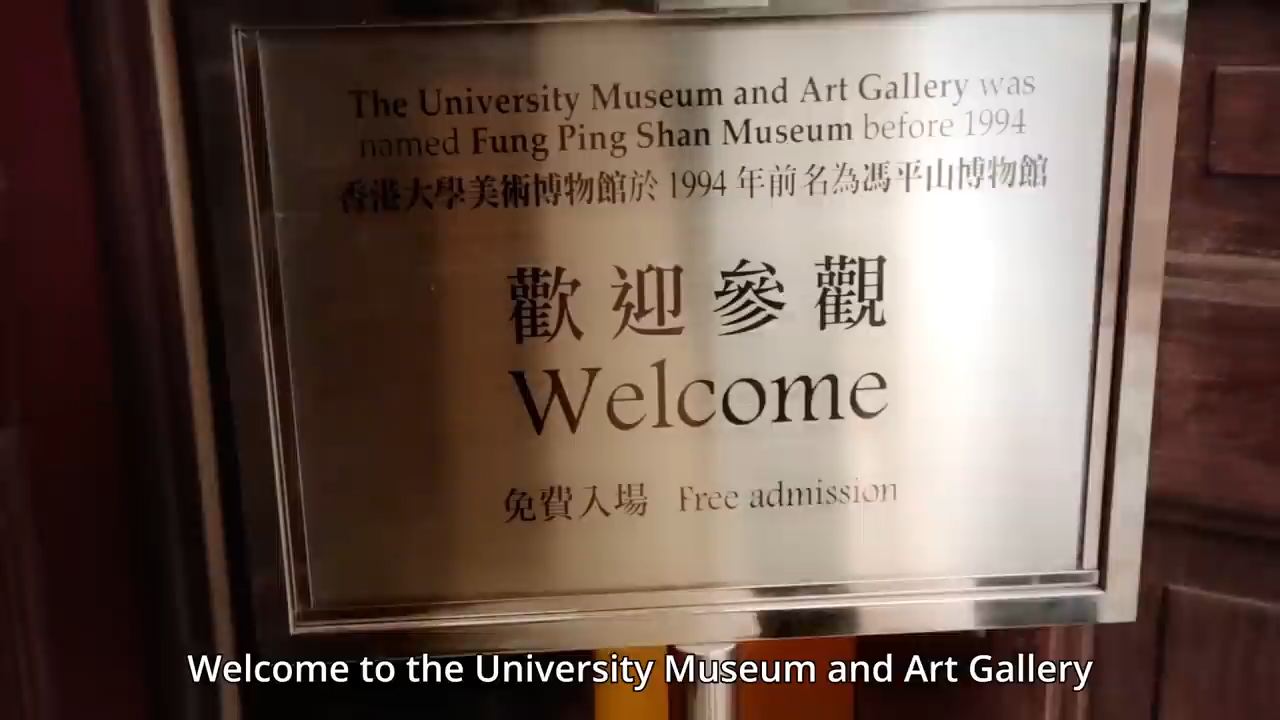 The University Museum and Art Gallery was
named Fung Ping Shan Museum before 1994
香港大學美術博物館於 1994 年前名為馮平山博物館
歡迎參觀
Welcome
免費入場 Free admission
Welcome to the University Museum and Art Gallery